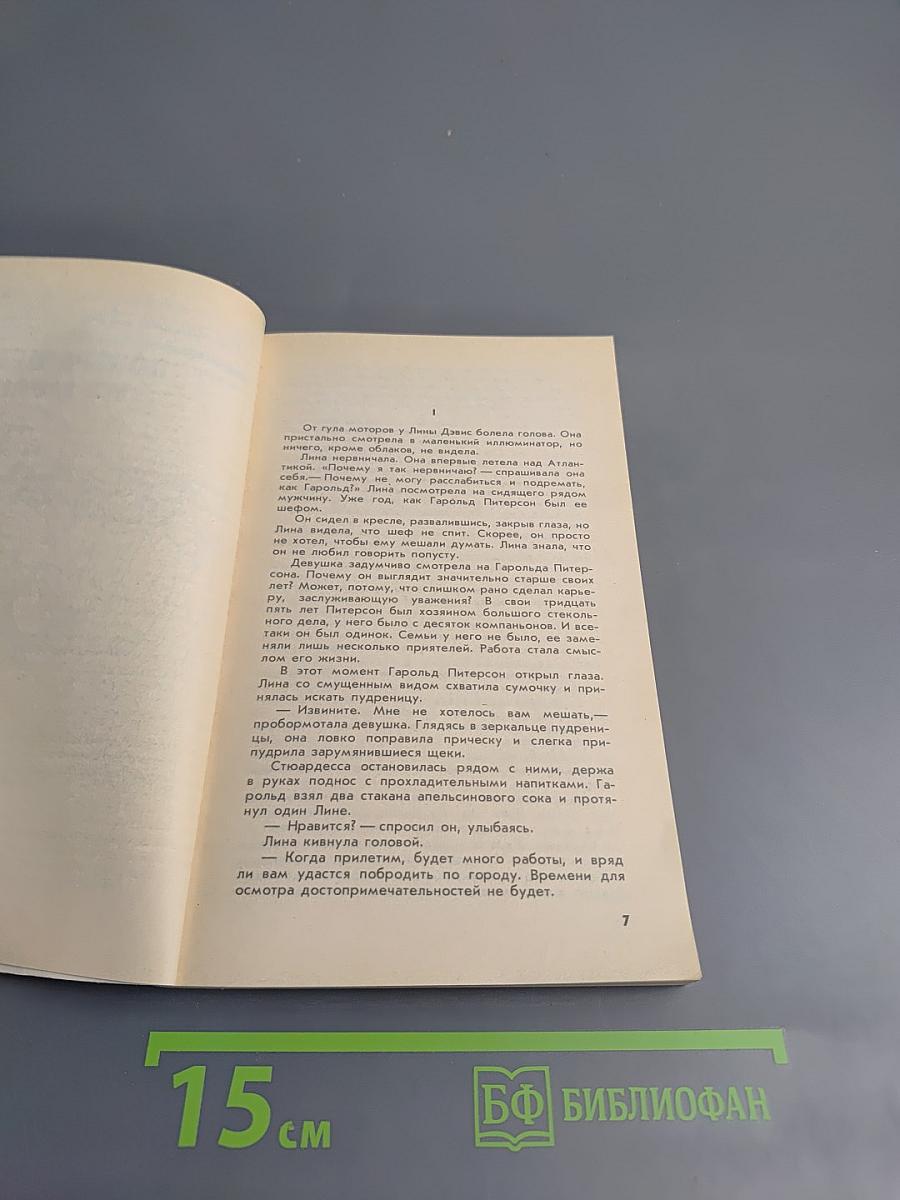 I
От гула моторов у Лины Дэвис болела голова. Она
пристально смотрела в маленький иллюминатор, но
ничего, кроме облаков, не видела.
Лина нервничала. Она впервые летела над Атлан-
тикой. «Почему я так нервничаю? — спрашивала она
себя.— Почему не могу расслабиться и подремать,
как Гарольд?» Лина посмотрела на сидящего рядом
мужчину. Уже год, как Гарольд Питерсон был ее
шефом.
Он сидел в кресле, развалившись, закрыв глаза, но
Лина видела, что шеф не спит. Скорее, он просто
не хотел, чтобы ему мешали думать. Лина знала, что
он не любил говорить попусту.
Девушка задумчиво смотрела на Гарольда Питер-
сона. Почему он выглядит значительно старше своих
лет? Может, потому, что слишком рано сделал карье-
ру, заслуживающую уважения? В свои тридцать
пять лет Питерсон был хозяином большого стеколь-
ного дела, у него было с десяток компаньонов. И все-
таки он был одинок. Семьи у него не было, ее заме-
няли лишь несколько приятелей. Работа стала смыс-
лом его жизни.
В этот момент Гарольд Питерсон открыл глаза.
Лина со смущенным видом схватила сумочку и при-
нялась искать пудреницу.
— Извините. Мне не хотелось вам мешать,—
пробормотала девушка. Глядясь в зеркальце пудрени-
цы, она ловко поправила прическу и слегка при-
пудрила зарумянившиеся щеки.
Стюардесса остановилась рядом с ними, держа
в руках поднос с прохладительными напитками. Га-
рольд взял два стакана апельсинового сока и протя-
нул один Лине.
— Нравится? — спросил он, улыбаясь.
Лина кивнула головой.
— Когда прилетим, будет много работы, и вряд
ли вам удастся побродить по городу. Времени для
осмотра достопримечательностей не будет.
7
15 см
БФ БИБЛИОФАН